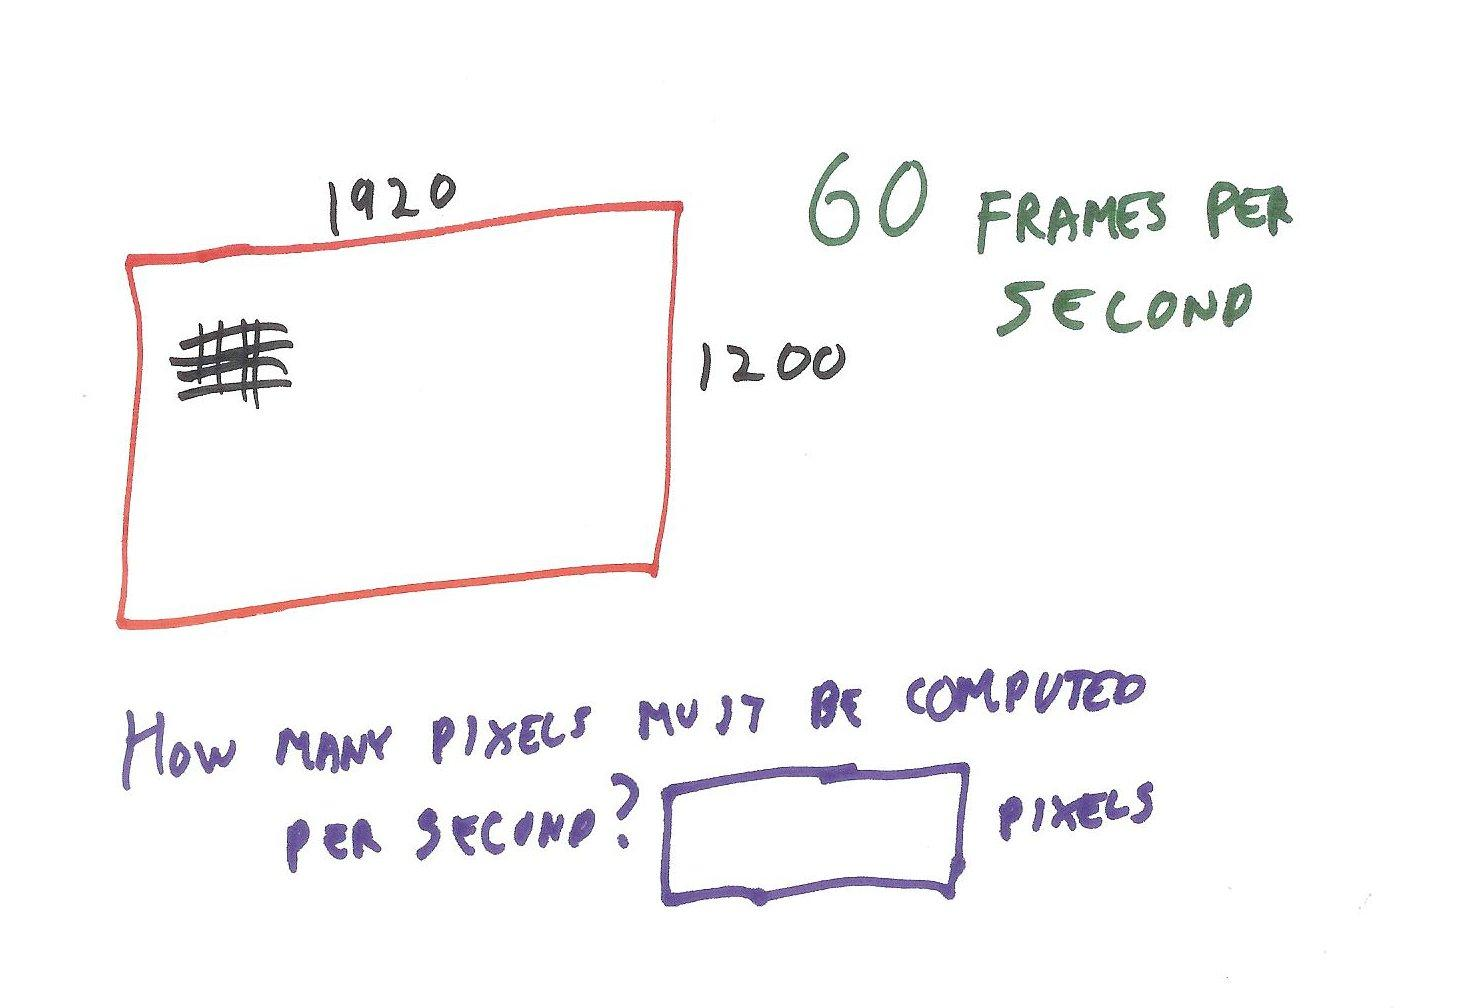 1920
60 FRAMES PER
SECOND
1200
HOW MANY PIXELS MUST BE COMPUTED
PER SECOND? PIXELS